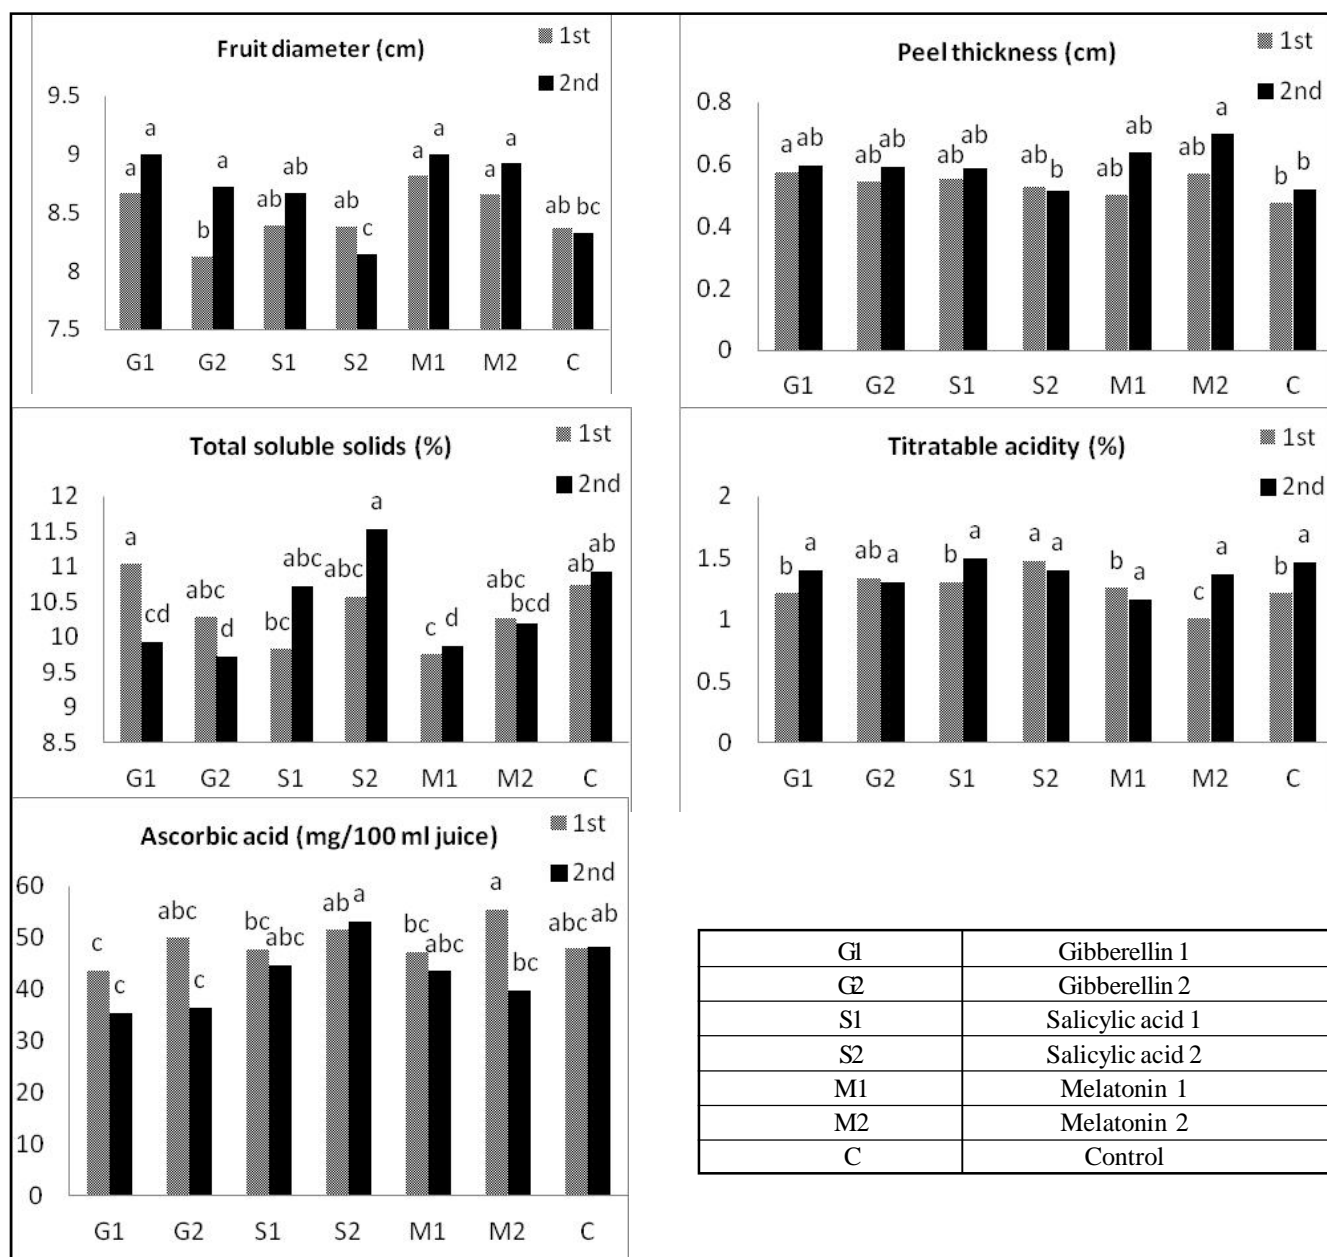 Fruit diameter (cm)
1st
2nd
9.5
9
8.5
8
7.5
a a b a ab ab ab c a a a a ab bc
G1 G2 S1 S2 M1 M2 C
Peel thickness (cm)
1st
2nd
0.8
0.6
0.4
0.2
0
a ab ab ab ab ab ab b ab ab ab a b b
G1 G2 S1 S2 M1 M2 C
Total soluble solids (%)
1st
2nd
12
11.5
11
10.5
10
9.5
9
8.5
a cd abc d bc abc abc a c d abc bcd ab ab
G1 G2 S1 S2 M1 M2 C
Titratable acidity (%)
1st
2nd
2
1.5
1
0.5
0
b a ab a b a a a b a c a b a
G1 G2 S1 S2 M1 M2 C
Ascorbic acid (mg/100 ml juice)
1st
2nd
60
50
40
30
20
10
0
c c abc c bc abc ab a bc abc a bc abc ab
G1 G2 S1 S2 M1 M2 C
G1 Gibberellin 1
G2 Gibberellin 2
S1 Salicylic acid 1
S2 Salicylic acid 2
M1 Melatonin 1
M2 Melatonin 2
C Control